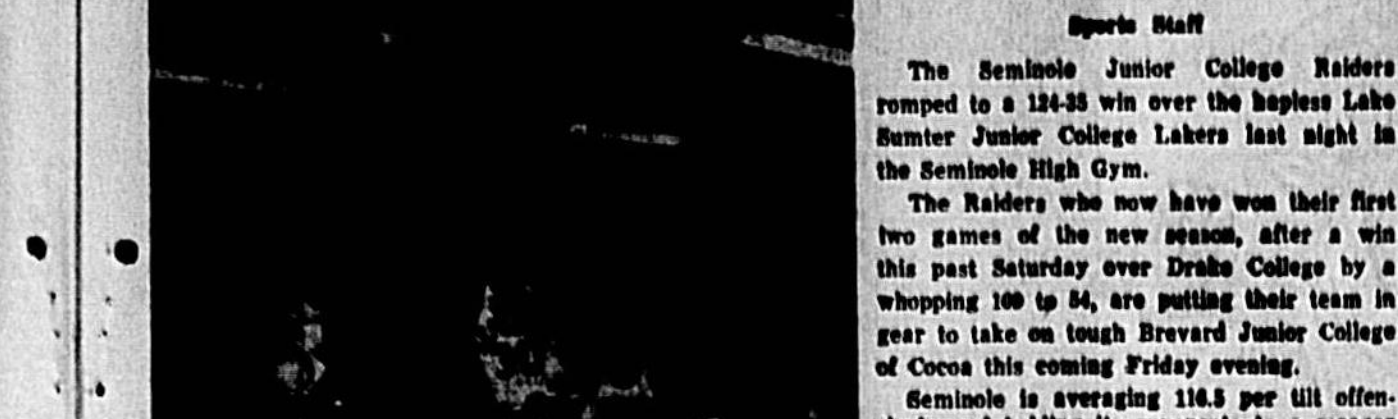 Sports Staff
The Seminole Junior College Raiders
romped to a 124-35 win over the hapless Lake
Sumter Junior College Lakers last night in
the Seminole High Gym.
The Raiders who now have won their first
two games of the new season, after a win
this past Saturday over Drake College by a
whopping 109 tp 54, are putting their team in
gear to take on tough Brevard Junior College
of Cocoa this coming Friday evening.
Seminole is averaging 116.5 per tilt offen-